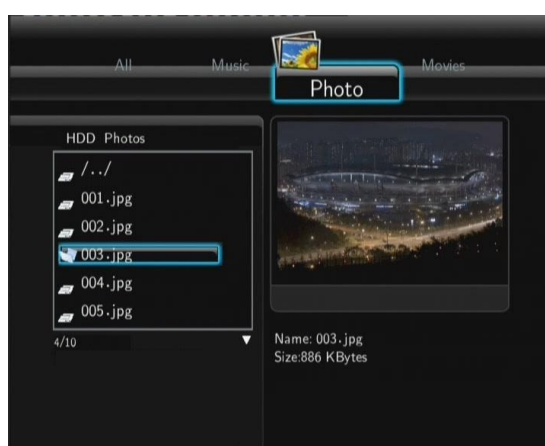 All Music Photo Movies
HDD Photos
/../
001.jpg
002.jpg
003.jpg
004.jpg
005.jpg
4/10
Name: 003.jpg
Size:886 KBytes